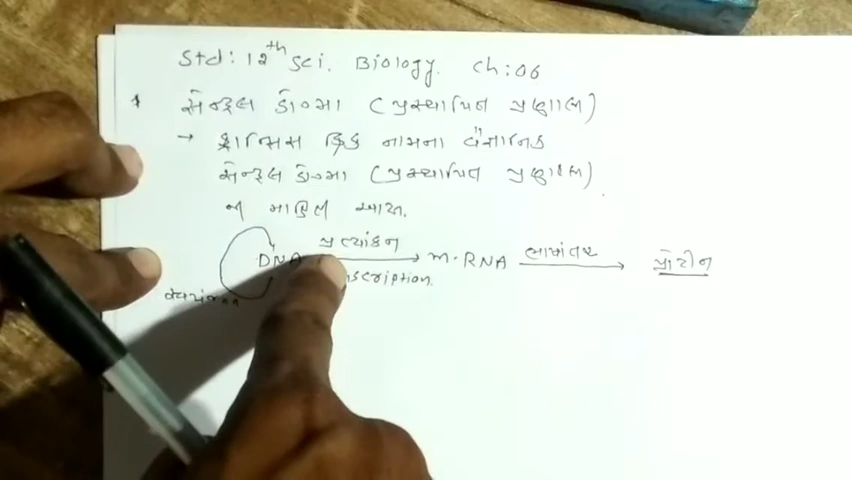 Std: 12th Sci. Biology. Ch: 06
* સેન્ટ્રલ ડોગ્મા (પ્રસ્થાપિત પ્રણાલી)
→ ફ્રાન્સિસ ક્રિક નામના વૈજ્ઞાનિકે
સેન્ટ્રલ ડોગ્મા (પ્રસ્થાપિત પ્રણાલી)
ની માહિતી આપી.
DNA પ્રત્યાંકન → m-RNA ભાષાંતર → પ્રોટીન